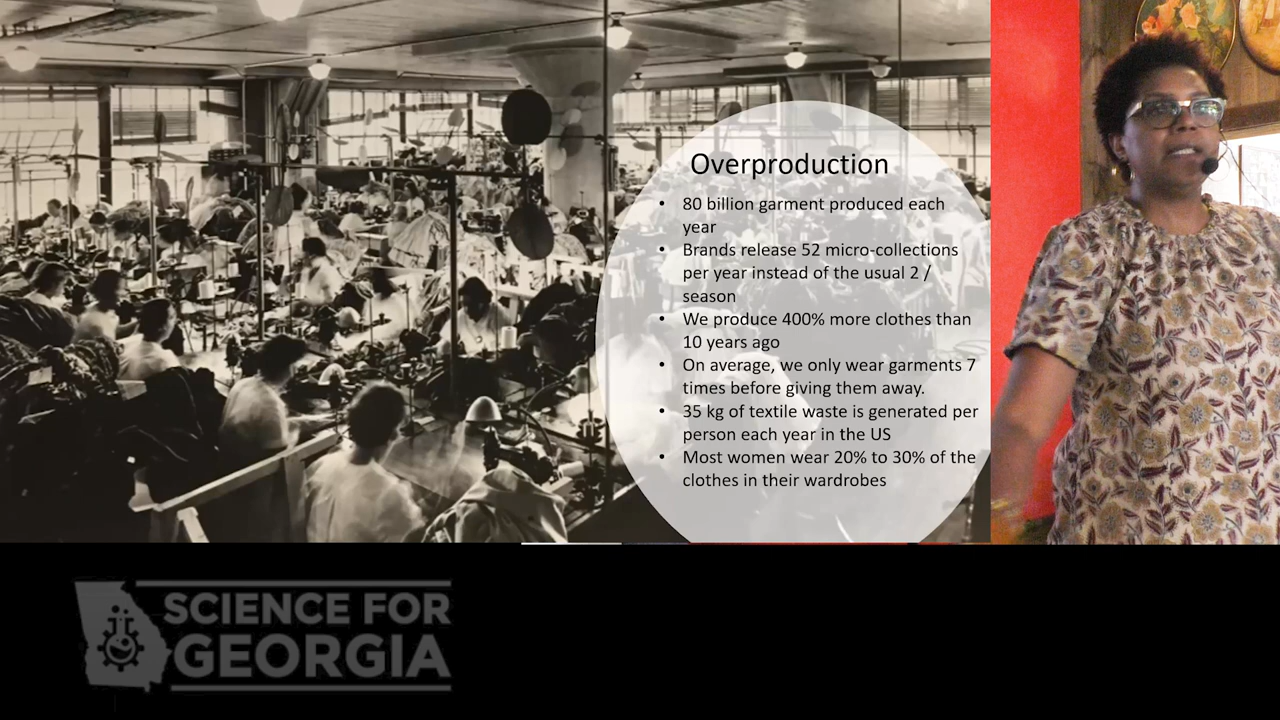 Overproduction
• 80 billion garment produced each
year
• Brands release 52 micro-collections
per year instead of the usual 2 /
season
• We produce 400% more clothes than
10 years ago
• On average, we only wear garments 7
times before giving them away.
• 35 kg of textile waste is generated per
person each year in the US
• Most women wear 20% to 30% of the
clothes in their wardrobes
SCIENCE FOR
GEORGIA